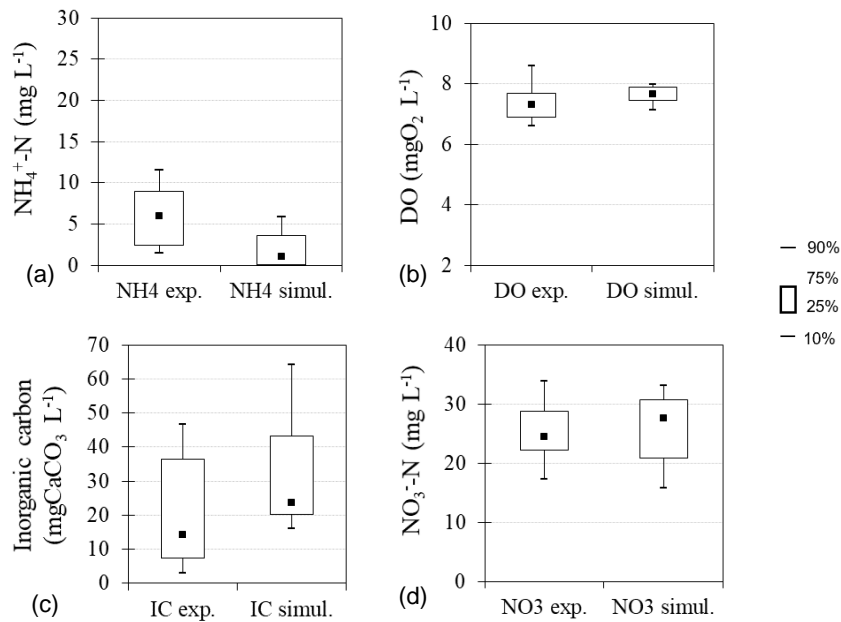 30
25
20
15
10
5
0
NH₄⁺-N (mg L⁻¹)
(a)
NH4 exp. NH4 simul.
10
8
6
4
2
DO (mgO₂ L⁻¹)
(b)
DO exp. DO simul.
90%
75%
25%
10%
70
60
50
40
30
20
10
0
Inorganic carbon
(mgCaCO₃ L⁻¹)
(c)
IC exp. IC simul.
40
30
20
10
0
NO₃⁻-N (mg L⁻¹)
(d)
NO3 exp. NO3 simul.